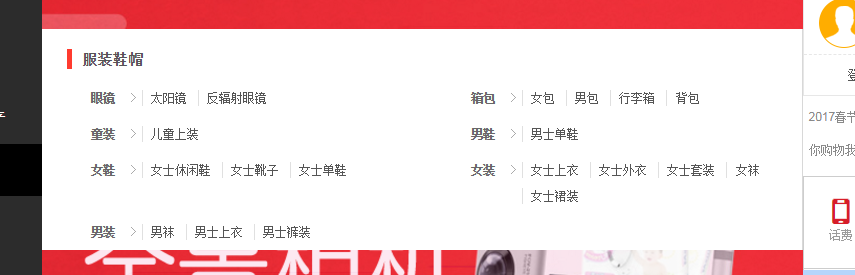 服装鞋帽
眼镜 太阳镜 反辐射眼镜
箱包 女包 男包 行李箱 背包
童装 儿童上装
男鞋 男士单鞋
女鞋 女士休闲鞋 女士靴子 女士单鞋
女装 女士上衣 女士外衣 女士套装 女袜
女士裙装
男装 男袜 男士上衣 男士裤装
2017春节
你购物我
话费